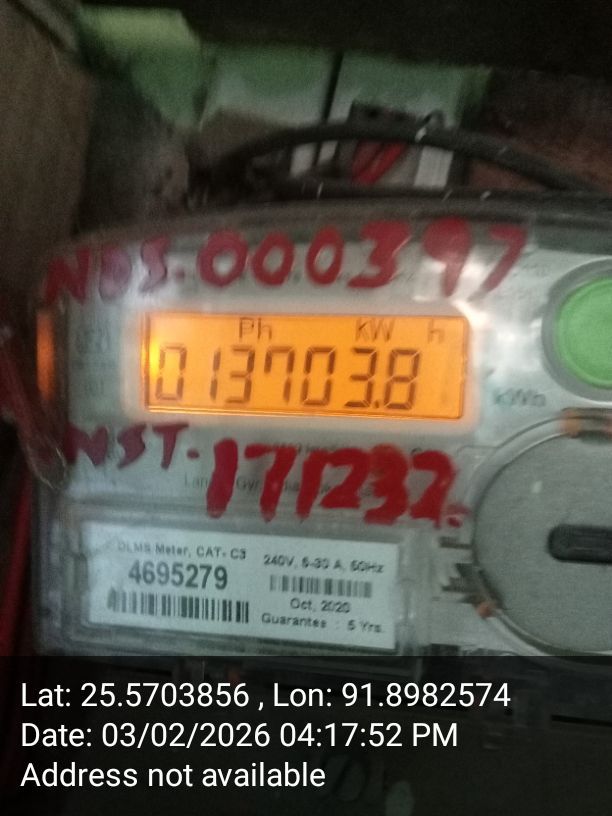 NDS.000397
Ph kW h
013703.8
kWh
NST.171232.
DLMS Meter, CAT- C3
4695279
240V, 5-30 A, 50Hz
Oct, 2020
Guarantee : 5 Yrs.
Lat: 25.5703856 , Lon: 91.8982574
Date: 03/02/2026 04:17:52 PM
Address not available